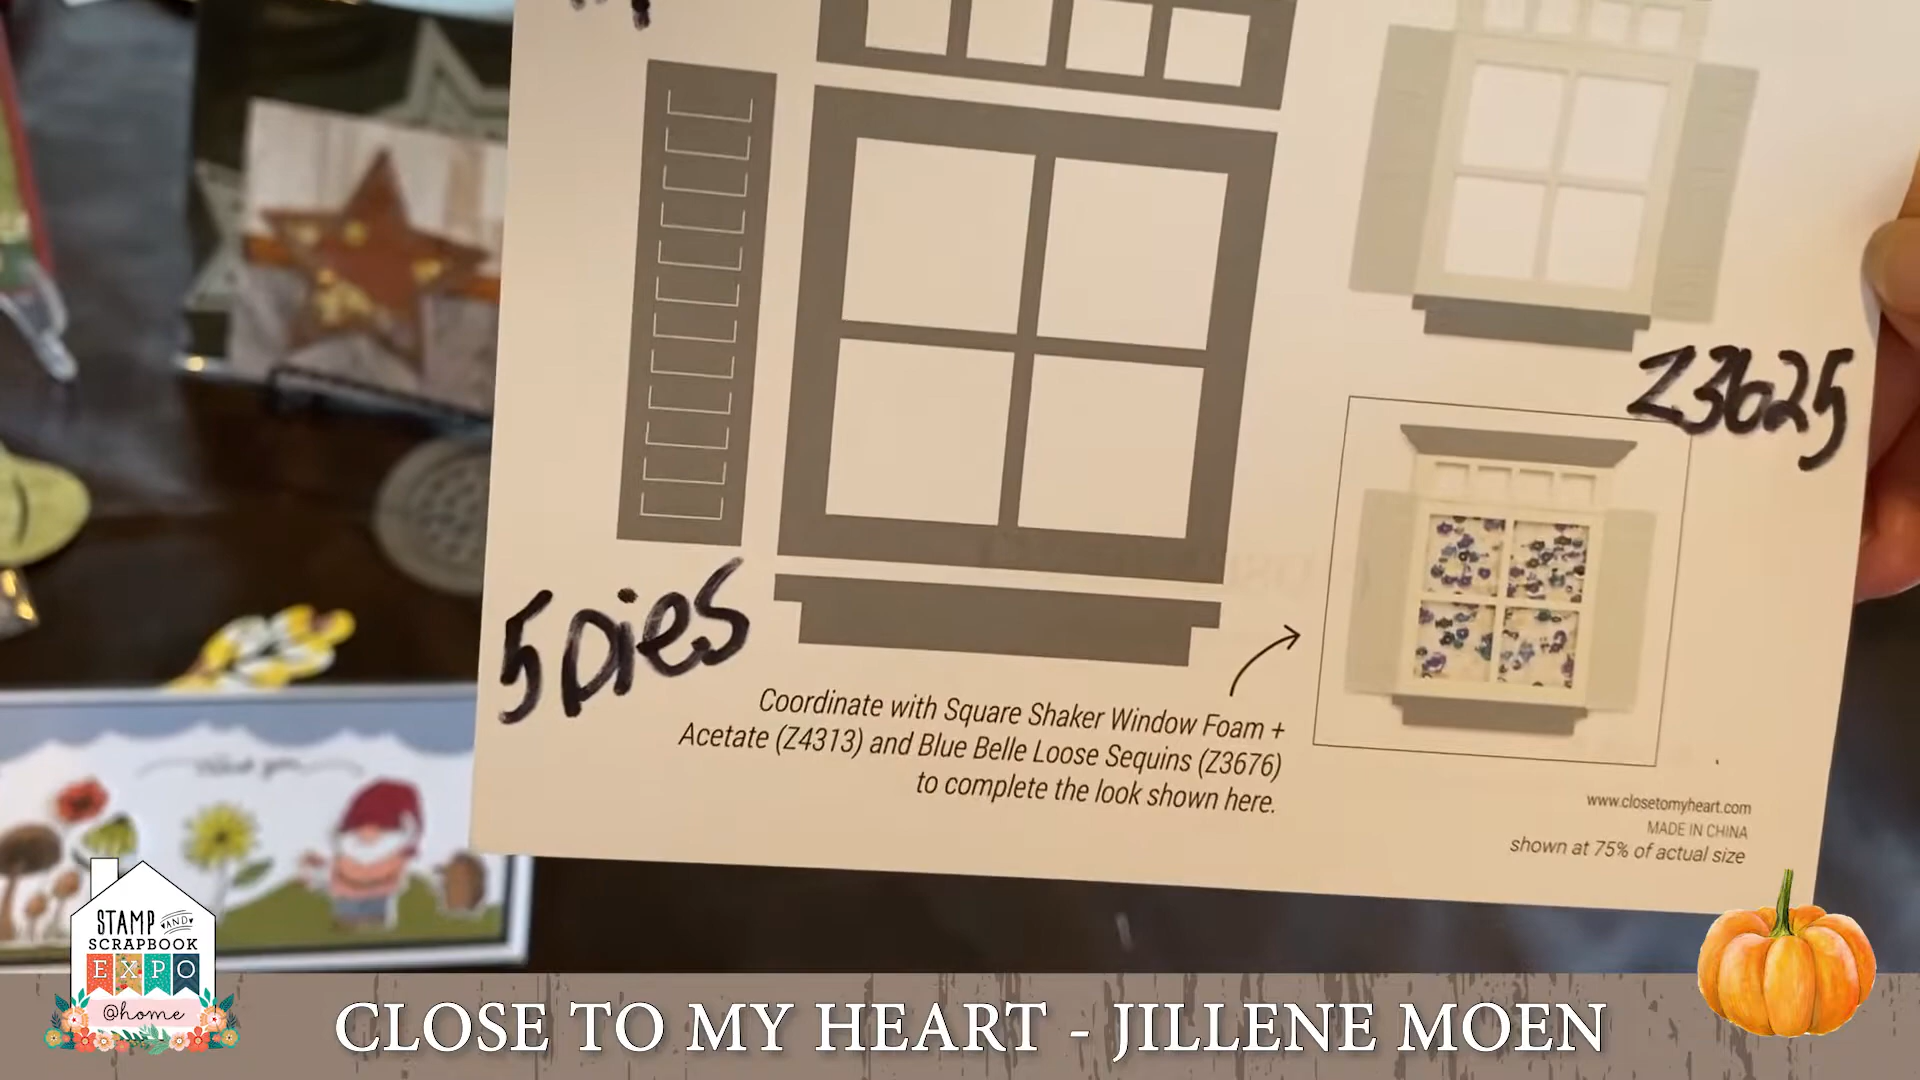 Z3625
5 Dies
Coordinate with Square Shaker Window Foam +
Acetate (Z4313) and Blue Belle Loose Sequins (Z3676)
to complete the look shown here.
www.closetomyheart.com
MADE IN CHINA
shown at 75% of actual size
STAMP AND
SCRAPBOOK
EXPO
@home
CLOSE TO MY HEART - JILLENE MOEN